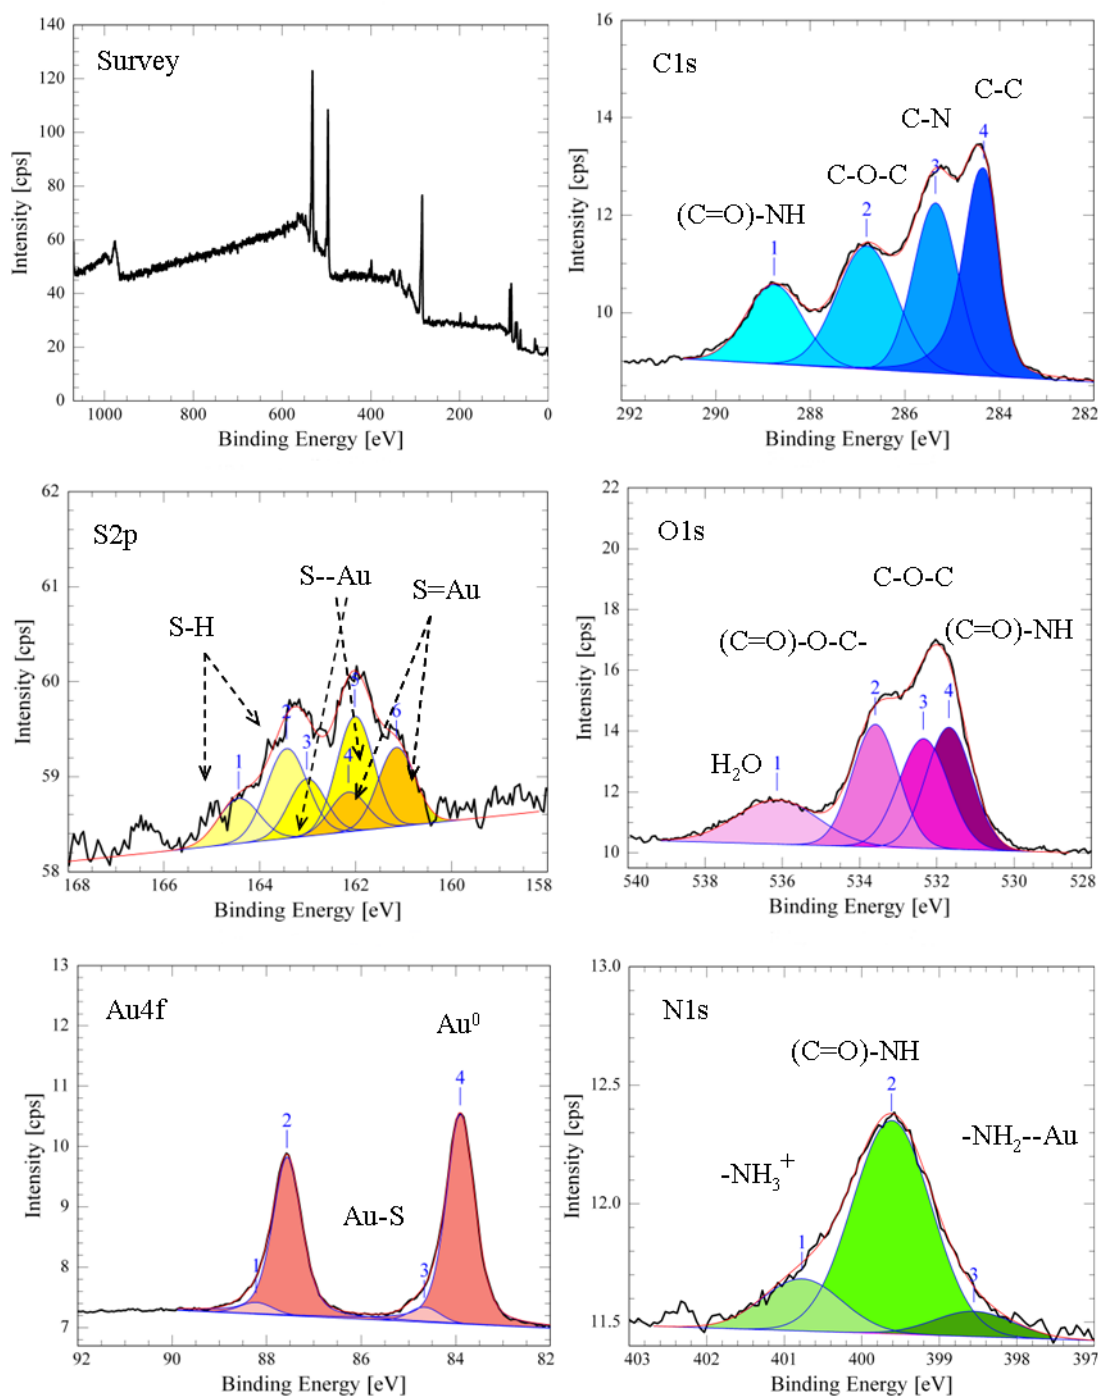 Survey
140
120
100
80
60
40
20
0
Intensity [cps]
1000 800 600 400 200 0
Binding Energy [eV]
C1s
C-C
C-N
C-O-C
(C=O)-NH
1 2 3 4
16
14
12
10
Intensity [cps]
292 290 288 286 284 282
Binding Energy [eV]
S2p
S--Au
S=Au
S-H
1 2 3 4 5 6
62
61
60
59
58
Intensity [cps]
168 166 164 162 160 158
Binding Energy [eV]
O1s
C-O-C
(C=O)-O-C-
(C=O)-NH
H₂O
1 2 3 4
22
20
18
16
14
12
10
Intensity [cps]
540 538 536 534 532 530 528
Binding Energy [eV]
Au4f
Au⁰
Au-S
1 2 3 4
13
12
11
10
9
8
7
Intensity [cps]
92 90 88 86 84 82
Binding Energy [eV]
N1s
(C=O)-NH
-NH₂--Au
-NH₃⁺
1 2 3
13.0
12.5
12.0
11.5
Intensity [cps]
403 402 401 400 399 398 397
Binding Energy [eV]